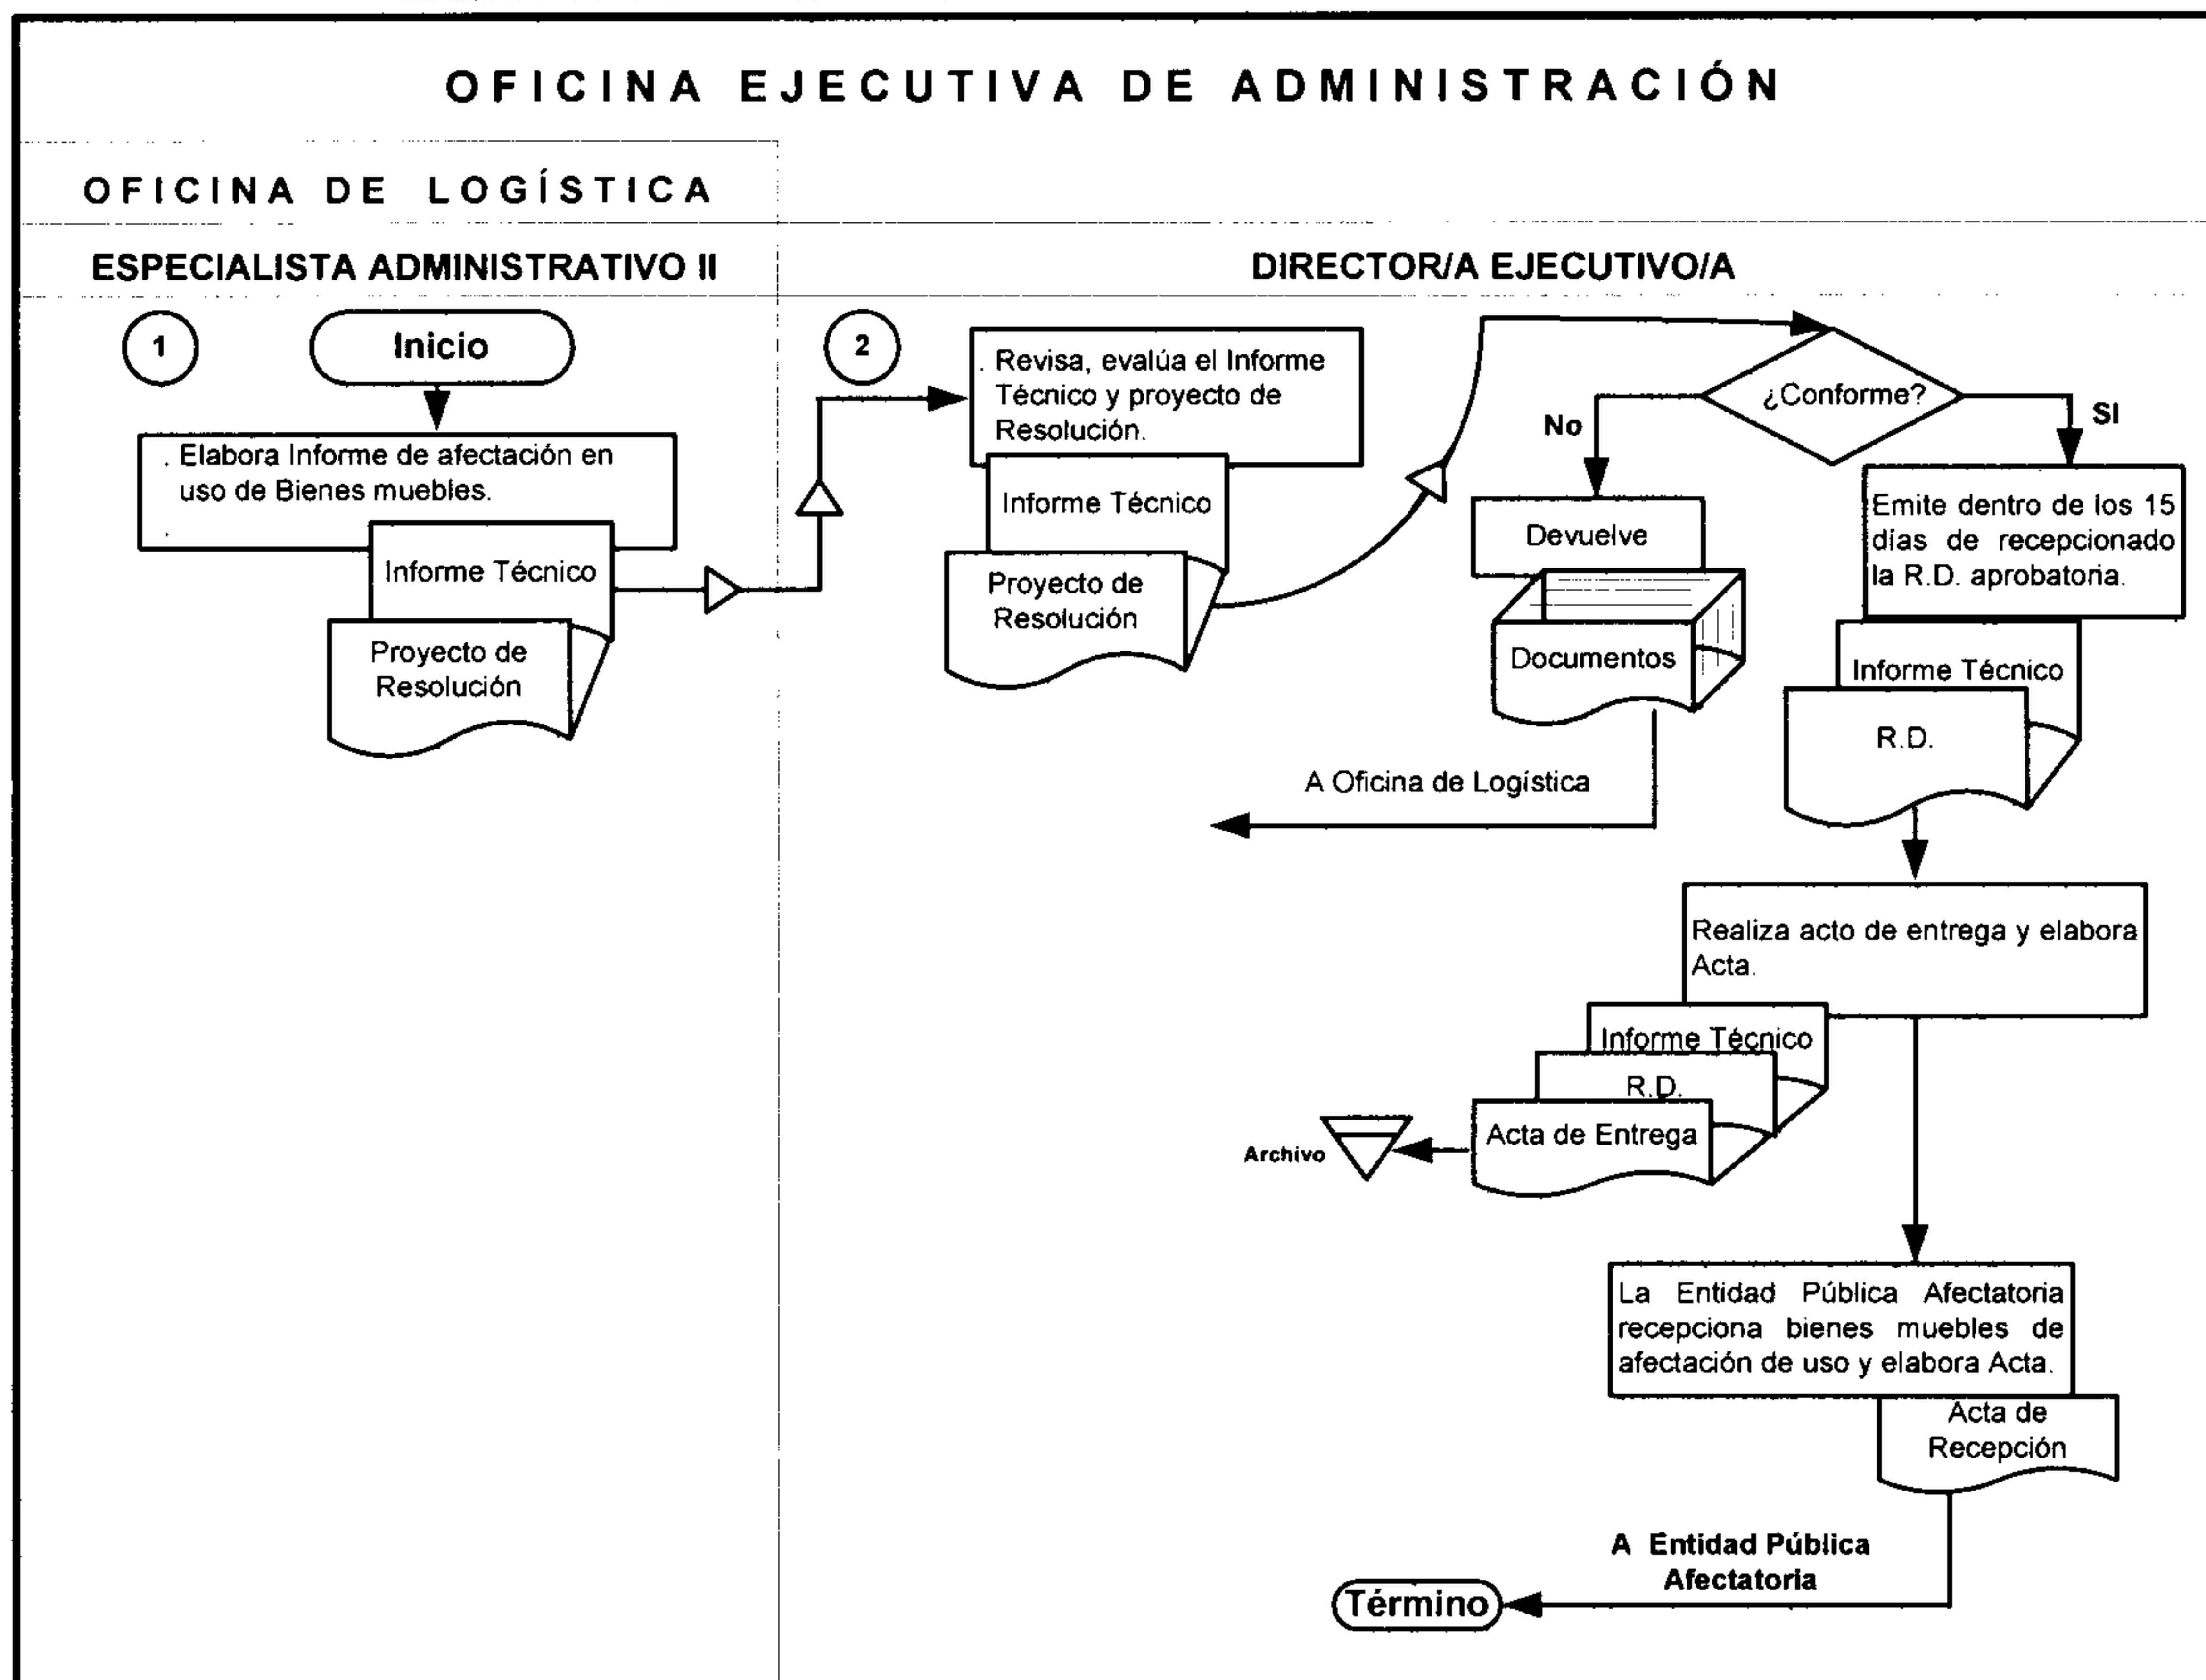 OFICINA EJECUTIVA DE ADMINISTRACIÓN
OFICINA DE LOGÍSTICA
ESPECIALISTA ADMINISTRATIVO II
DIRECTOR/A EJECUTIVO/A
1
Inicio
. Elabora Informe de afectación en
uso de Bienes muebles.
.
Informe Técnico
Proyecto de
Resolución
2
. Revisa, evalúa el Informe
Técnico y proyecto de
Resolución.
Informe Técnico
Proyecto de
Resolución
¿Conforme?
No
SI
Devuelve
Documentos
A Oficina de Logística
Emite dentro de los 15
días de recepcionado
la R.D. aprobatoria.
Informe Técnico
R.D.
Realiza acto de entrega y elabora
Acta.
Informe Técnico
R.D.
Acta de Entrega
Archivo
La Entidad Pública Afectatoria
recepciona bienes muebles de
afectación de uso y elabora Acta.
Acta de
Recepción
A Entidad Pública
Afectatoria
Término